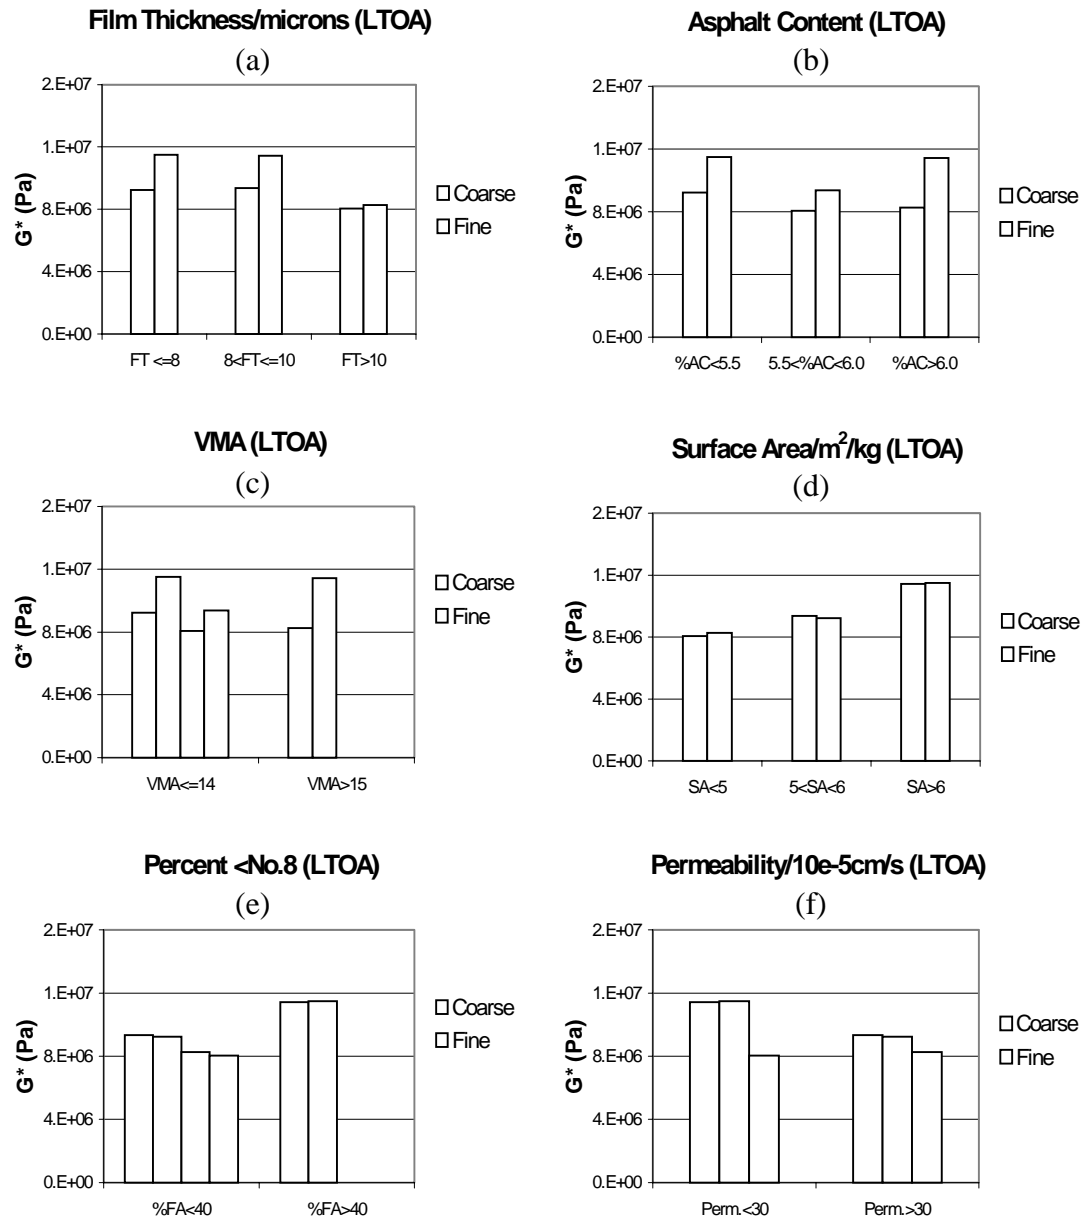 Film Thickness/microns (LTOA)
(a)
2.E+07
1.E+07
8.E+06
4.E+06
0.E+00
G* (Pa)
FT <=8
8<FT<=10
FT>10
Coarse
Fine
Asphalt Content (LTOA)
(b)
2.E+07
1.E+07
8.E+06
4.E+06
0.E+00
G* (Pa)
%AC<5.5
5.5<%AC<6.0
%AC>6.0
Coarse
Fine
VMA (LTOA)
(c)
2.E+07
1.E+07
8.E+06
4.E+06
0.E+00
G* (Pa)
VMA<=14
VMA>15
Coarse
Fine
Surface Area/m²/kg (LTOA)
(d)
2.E+07
1.E+07
8.E+06
4.E+06
0.E+00
G* (Pa)
SA<5
5<SA<6
SA>6
Coarse
Fine
Percent <No.8 (LTOA)
(e)
2.E+07
1.E+07
8.E+06
4.E+06
0.E+00
G* (Pa)
%FA<40
%FA>40
Coarse
Fine
Permeability/10e-5cm/s (LTOA)
(f)
2.E+07
1.E+07
8.E+06
4.E+06
0.E+00
G* (Pa)
Perm.<30
Perm.>30
Coarse
Fine